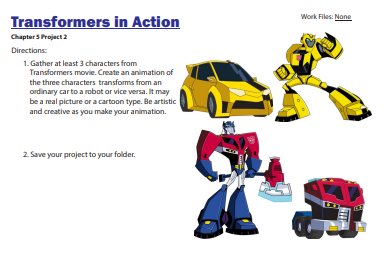 Transformers in Action
Work Files: None
Chapter 5 Project 2
Directions:
1. Gather at least 3 characters from
Transformers movie. Create an animation of
the three characters transforms from an
ordinary car to a robot or vice versa. It may
be a real picture or a cartoon type. Be artistic
and creative as you make your animation.
2. Save your project to your folder.